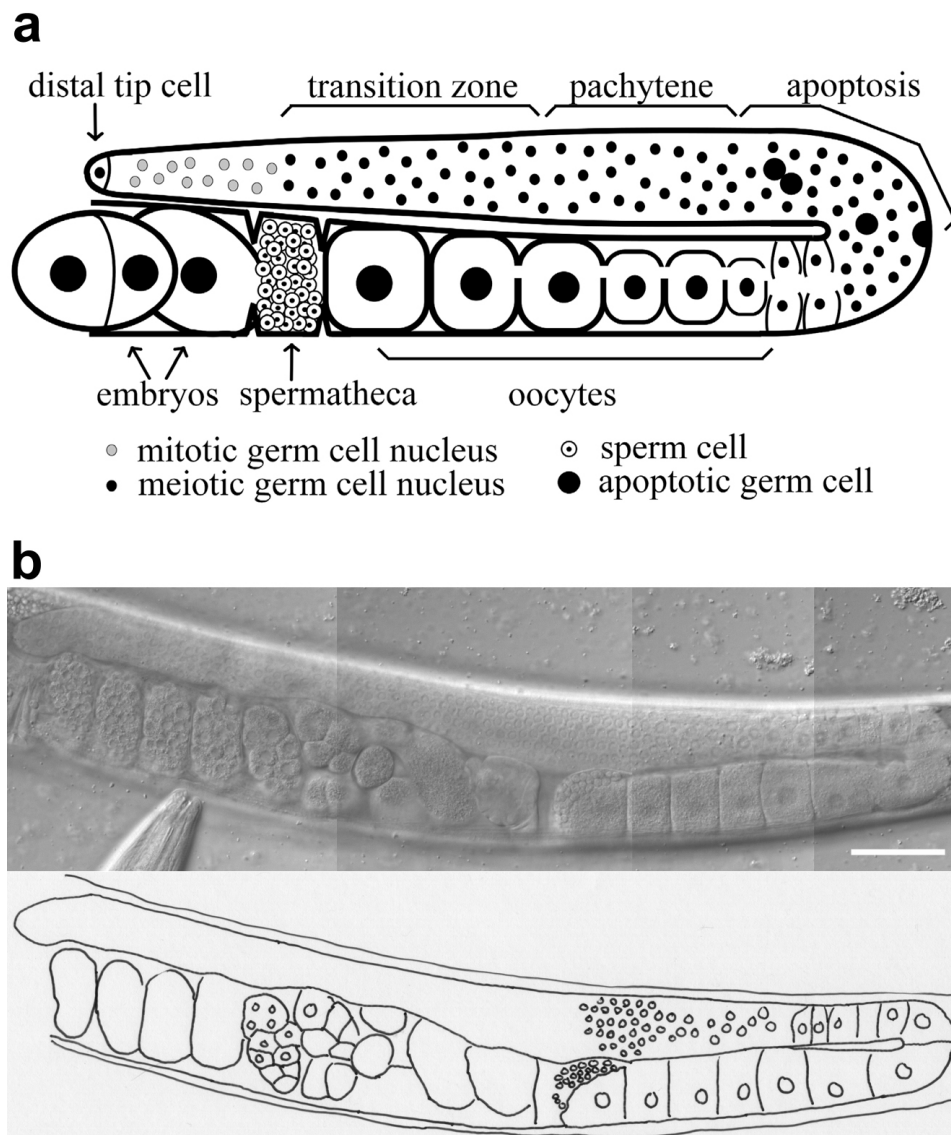 a
distal tip cell
transition zone
pachytene
apoptosis
embryos
spermatheca
oocytes
mitotic germ cell nucleus
sperm cell
meiotic germ cell nucleus
apoptotic germ cell
b